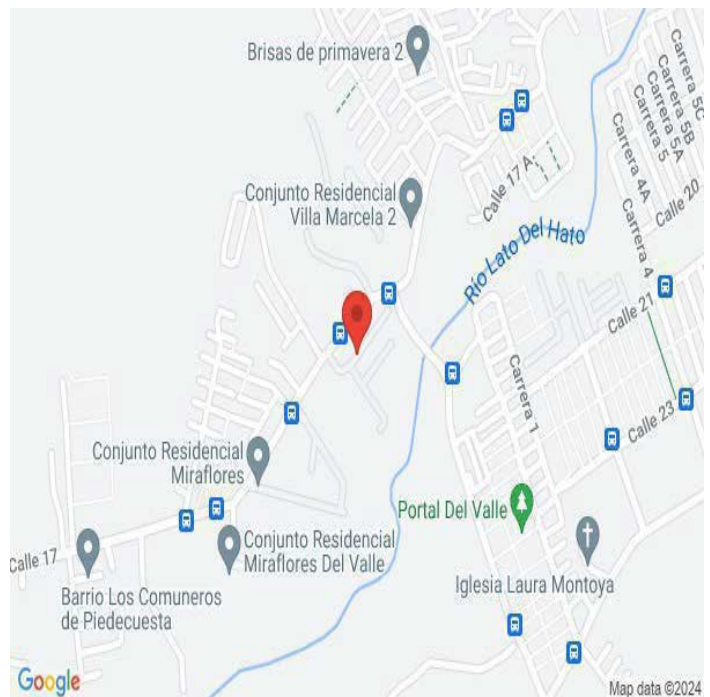 Brisas de primavera 2
Carrera 5C
Carrera 5B
Carrera 5A
Carrera 5
Carrera 4A
Calle 20
Calle 17 A
Conjunto Residencial
Villa Marcela 2
Río Lato Del Hato
Carrera 4
Calle 21
Carrera 1
Calle 23
Conjunto Residencial
Miraflores
Portal Del Valle
Conjunto Residencial
Miraflores Del Valle
Calle 17
Iglesia Laura Montoya
Barrio Los Comuneros
de Piedecuesta
Google
Map data ©2024